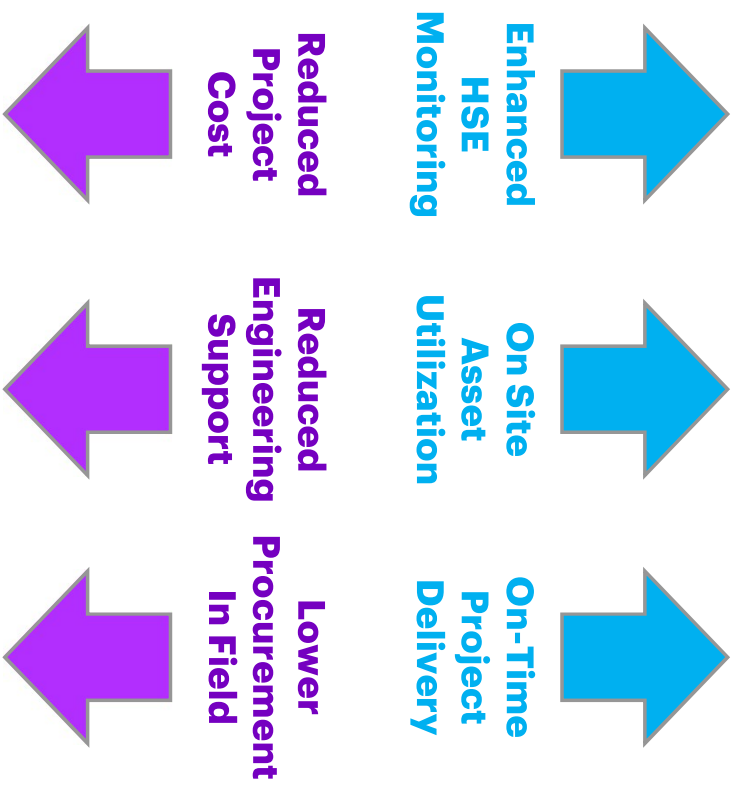 Enhanced
HSE
Monitoring
On Site
Asset
Utilization
On-Time
Project
Delivery
Reduced
Project
Cost
Reduced
Engineering
Support
Lower
Procurement
In Field